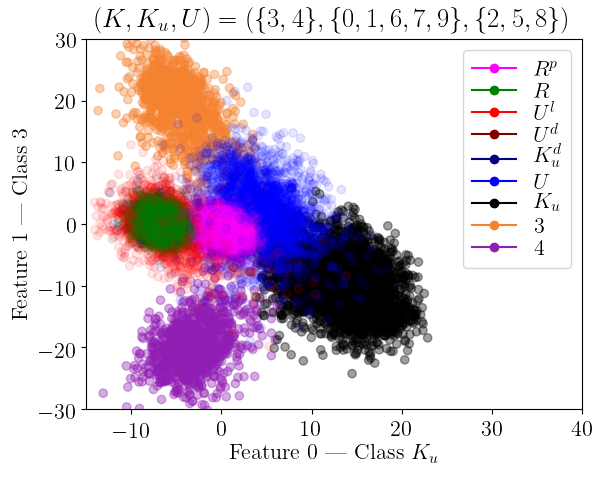 (K, K_u, U) = ({3, 4}, {0, 1, 6, 7, 9}, {2, 5, 8})
30
20
10
0
−10
−20
−30
Feature 1 — Class 3
−10 0 10 20 30 40
Feature 0 — Class K_u
R^p
R
U^l
U^d
K_u^d
U
K_u
3
4